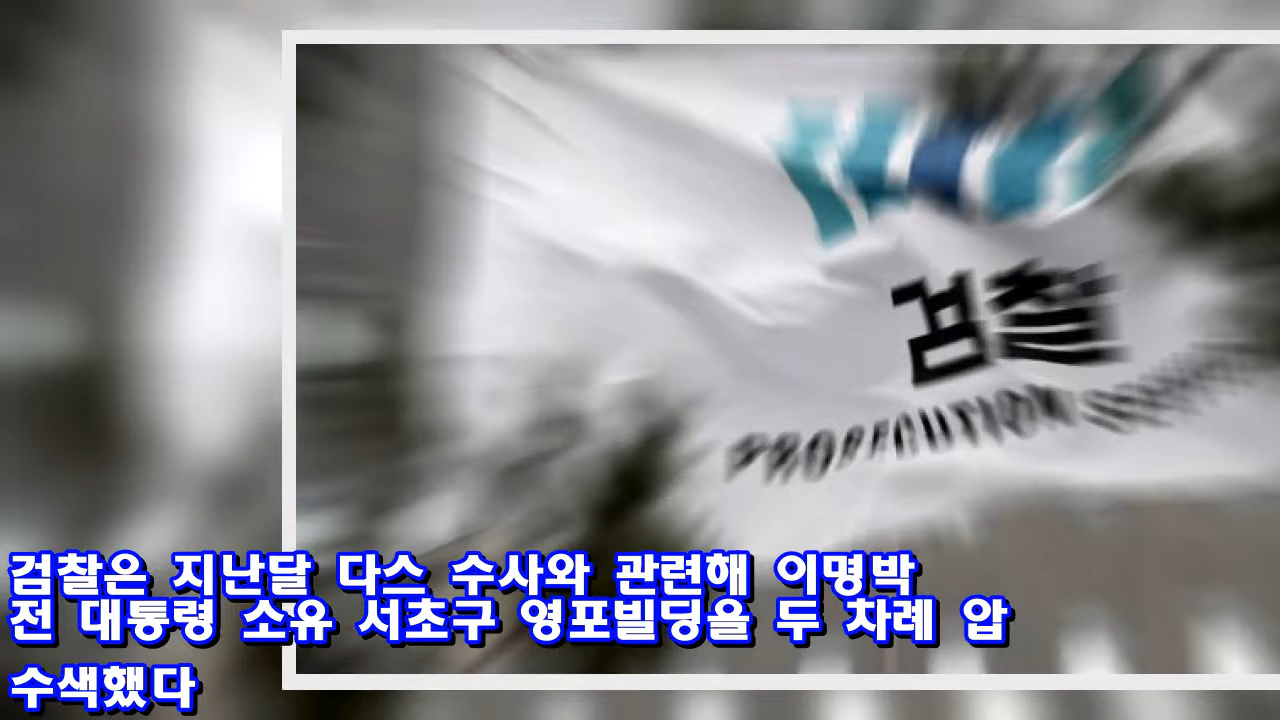 검찰
PROSECUTION SERVICE
검찰은 지난달 다스 수사와 관련해 이명박
전 대통령 소유 서초구 영포빌딩을 두 차례 압
수색했다